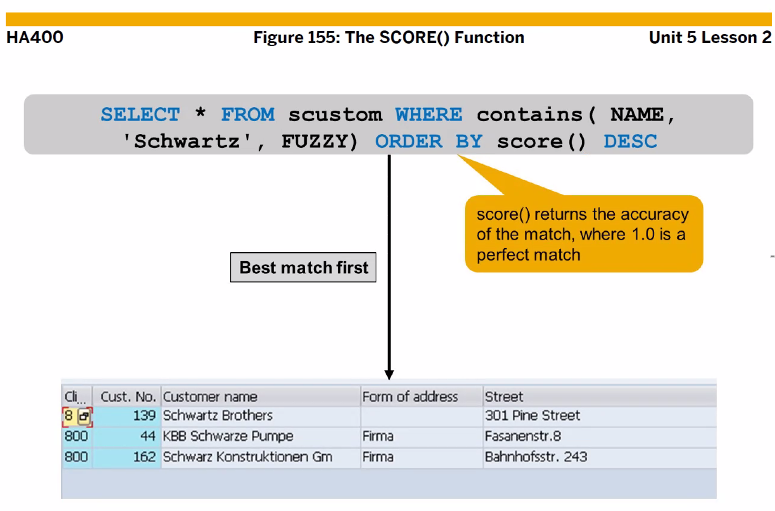 HA400 Figure 155: The SCORE() Function Unit 5 Lesson 2
SELECT * FROM scustom WHERE contains( NAME,
'Schwartz', FUZZY) ORDER BY score() DESC
score() returns the accuracy
of the match, where 1.0 is a
perfect match
Best match first
Cli... Cust. No. Customer name Form of address Street
8 139 Schwartz Brothers 301 Pine Street
800 44 KBB Schwarze Pumpe Firma Fasanenstr.8
800 162 Schwarz Konstruktionen Gm Firma Bahnhofsstr. 243